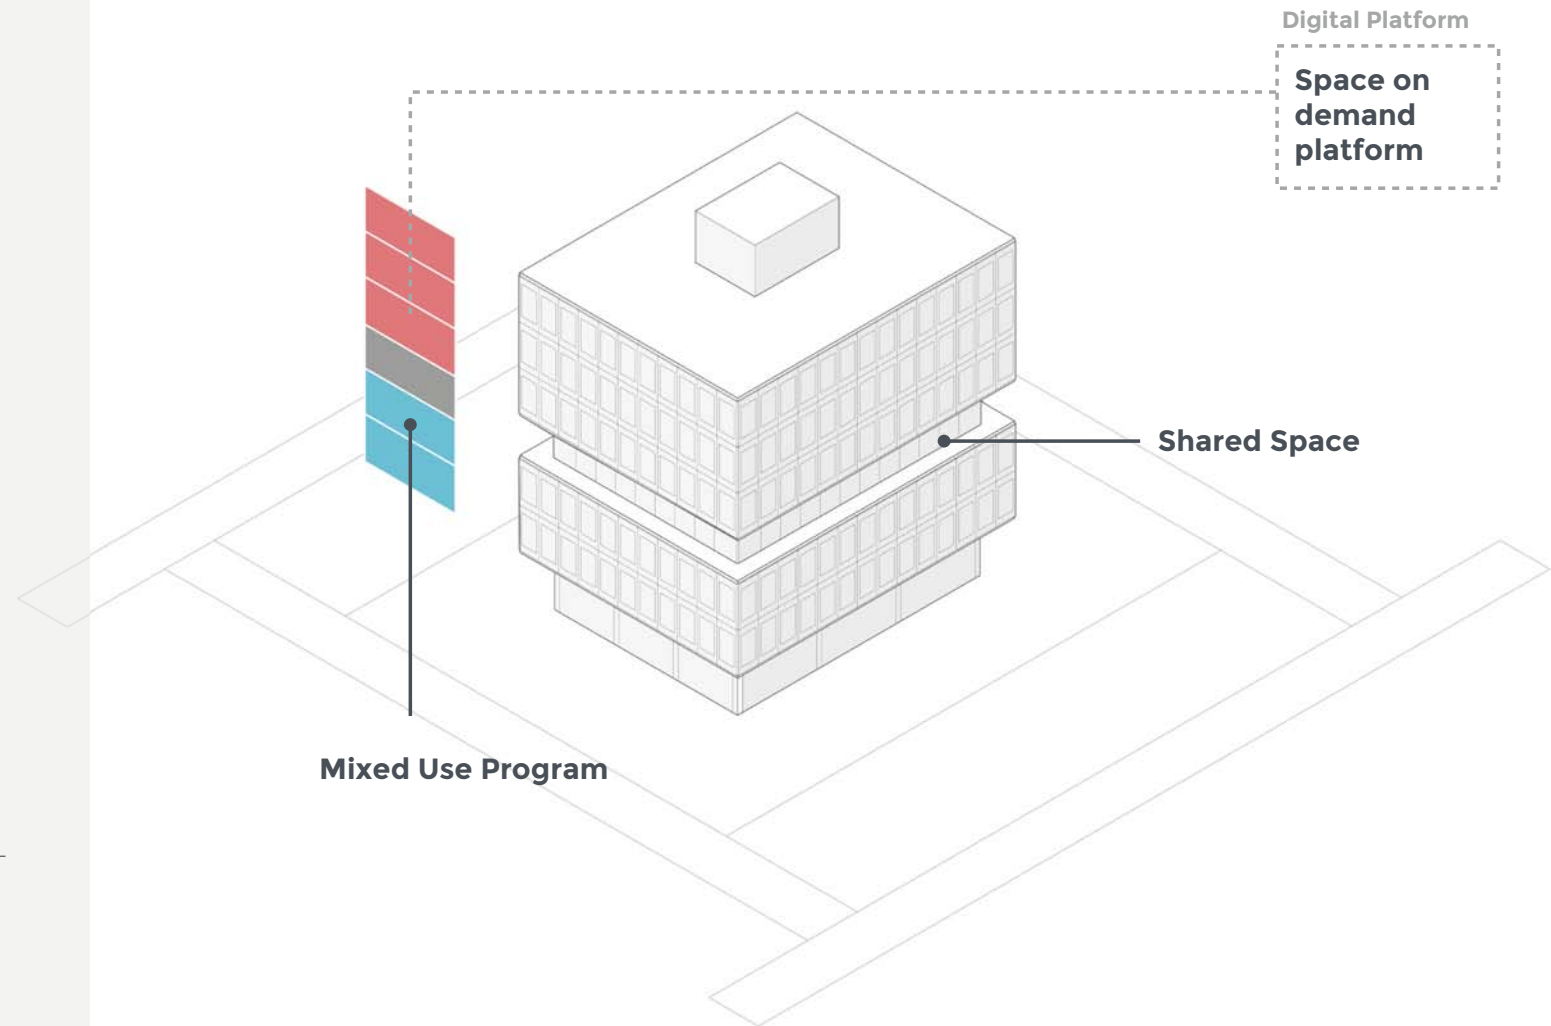 Digital Platform
Space on
demand
platform
Shared Space
Mixed Use Program